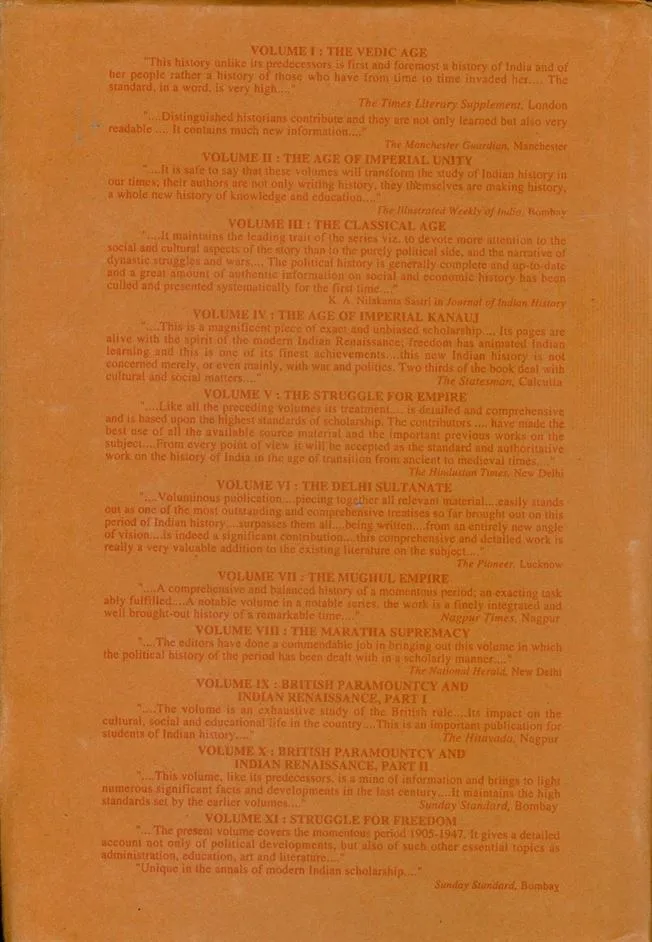 VOLUME I : THE VEDIC AGE
"This history unlike its predecessors is first and foremost a history of India and of
her people rather a history of those who have from time to time invaded her.... The
standard, in a word, is very high...."
The Times Literary Supplement, London
"....Distinguished historians contribute and they are not only learned but also very
readable .... It contains much new information...."
The Manchester Guardian, Manchester
VOLUME II : THE AGE OF IMPERIAL UNITY
"....It is safe to say that these volumes will transform the study of Indian history in
our times; their authors are not only writing history, they themselves are making history,
a whole new history of knowledge and education...."
The Illustrated Weekly of India, Bombay
VOLUME III : THE CLASSICAL AGE
"....It maintains the leading trait of the series viz. to devote more attention to the
social and cultural aspects of the story than to the purely political side, and the narrative of
dynastic struggles and wars.... The political history is generally complete and up-to-date
and a great amount of authentic information on social and economic history has been
culled and presented systematically for the first time...."
K. A. Nilakanta Sastri in Journal of Indian History
VOLUME IV : THE AGE OF IMPERIAL KANAUJ
"....This is a magnificent piece of exact and unbiased scholarship.... Its pages are
alive with the spirit of the modern Indian Renaissance; freedom has animated Indian
learning and this is one of its finest achievements....this new Indian history is not
concerned merely, or even mainly, with war and politics. Two thirds of the book deal with
cultural and social matters...." The Statesman, Calcutta
VOLUME V : THE STRUGGLE FOR EMPIRE
"....Like all the preceding volumes its treatment.... is detailed and comprehensive
and is based upon the highest standards of scholarship. The contributors .... have made the
best use of all the available source material and the important previous works on the
subject....From every point of view it will be accepted as the standard and authoritative
work on the history of India in the age of transition from ancient to medieval times...."
The Hindustan Times, New Delhi
VOLUME VI : THE DELHI SULTANATE
"....Voluminous publication....piecing together all relevant material....easily stands
out as one of the most outstanding and comprehensive treatises so far brought out on this
period of Indian history....surpasses them all....being written....from an entirely new angle
of vision....is indeed a significant contribution....this comprehensive and detailed work is
really a very valuable addition to the existing literature on the subject...."
The Pioneer, Lucknow
VOLUME VII : THE MUGHUL EMPIRE
"....A comprehensive and balanced history of a momentous period; an exacting task
ably fulfilled....A notable volume in a notable series, the work is a finely integrated and
well brought-out history of a remarkable time...." Nagpur Times, Nagpur
VOLUME VIII : THE MARATHA SUPREMACY
"....The editors have done a commendable job in bringing out this volume in which
the political history of the period has been dealt with in a scholarly manner...."
The National Herald, New Delhi
VOLUME IX : BRITISH PARAMOUNTCY AND
INDIAN RENAISSANCE, PART I
"....The volume is an exhaustive study of the British rule....its impact on the
cultural, social and educational life in the country....This is an important publication for
students of Indian history...." The Hitavada, Nagpur
VOLUME X : BRITISH PARAMOUNTCY AND
INDIAN RENAISSANCE, PART II
"....This volume, like its predecessors, is a mine of information and brings to light
numerous significant facts and developments in the last century....It maintains the high
standards set by the earlier volumes...." Sunday Standard, Bombay
VOLUME XI : STRUGGLE FOR FREEDOM
"....The present volume covers the momentous period 1905-1947. It gives a detailed
account not only of political developments, but also of such other essential topics as
administration, education, art and literature...."
"Unique in the annals of modern Indian scholarship...."
Sunday Standard, Bombay